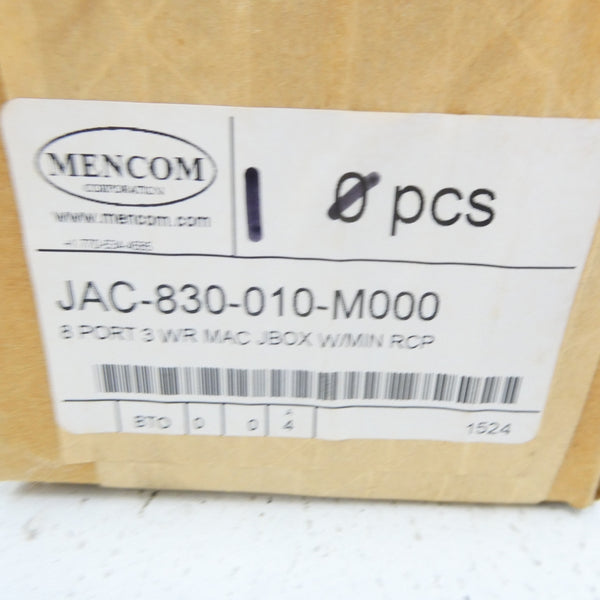 MENCOM
CORPORATION
www.mencom.com
1 0 pcs
JAC-830-010-M000
8 PORT 3 WR MAC JBOX W/MIN RCP
BTO 0 0 4
1524